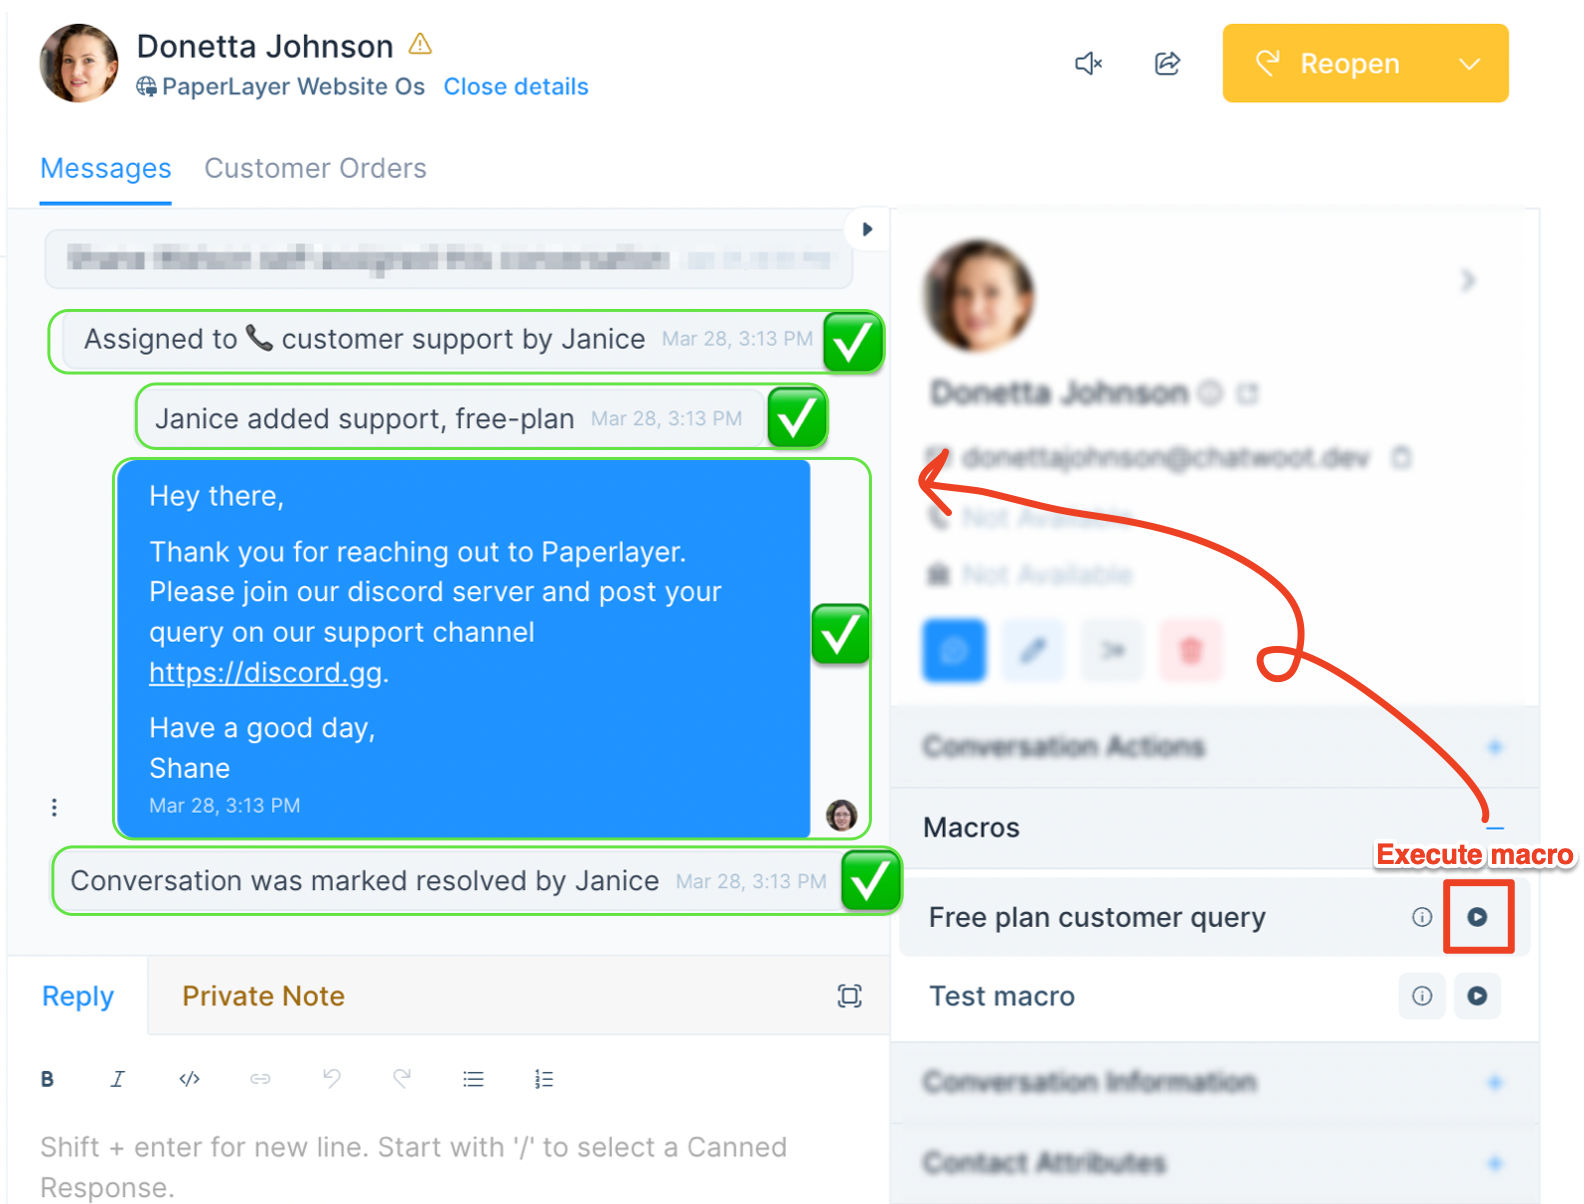 Donetta Johnson
PaperLayer Website Os Close details
Reopen
Messages Customer Orders
Assigned to 📞 customer support by Janice Mar 28, 3:13 PM
Janice added support, free-plan Mar 28, 3:13 PM
Hey there,
Thank you for reaching out to Paperlayer.
Please join our discord server and post your
query on our support channel
https://discord.gg.
Have a good day,
Shane
Mar 28, 3:13 PM
Conversation was marked resolved by Janice Mar 28, 3:13 PM
Reply Private Note
Shift + enter for new line. Start with '/' to select a Canned
Response.
Donetta Johnson
donettajohnson@chatwoot.dev
Not Available
Not Available
Conversation Actions
Macros
Execute macro
Free plan customer query
Test macro
Conversation Information
Contact Attributes